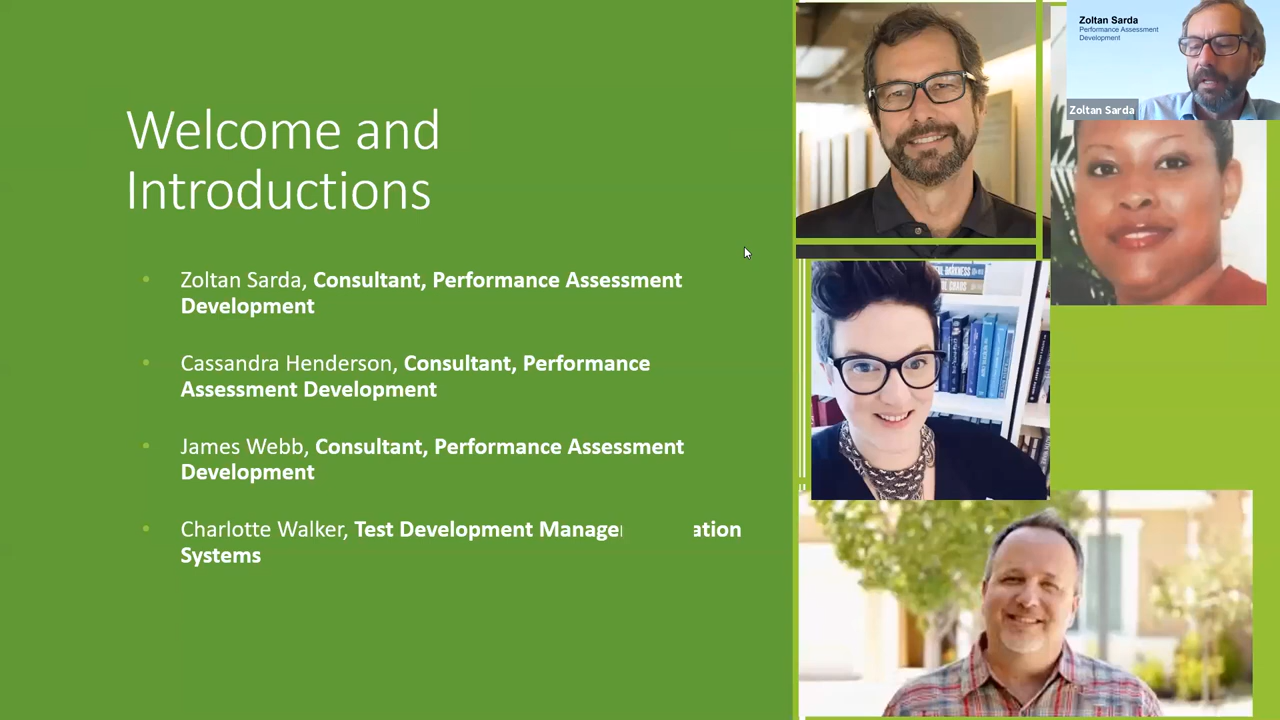 Welcome and
Introductions
• Zoltan Sarda, Consultant, Performance Assessment
Development
• Cassandra Henderson, Consultant, Performance
Assessment Development
• James Webb, Consultant, Performance Assessment
Development
• Charlotte Walker, Test Development Manage ation
Systems
Zoltan Sarda
Performance Assessment
Development
Zoltan Sarda